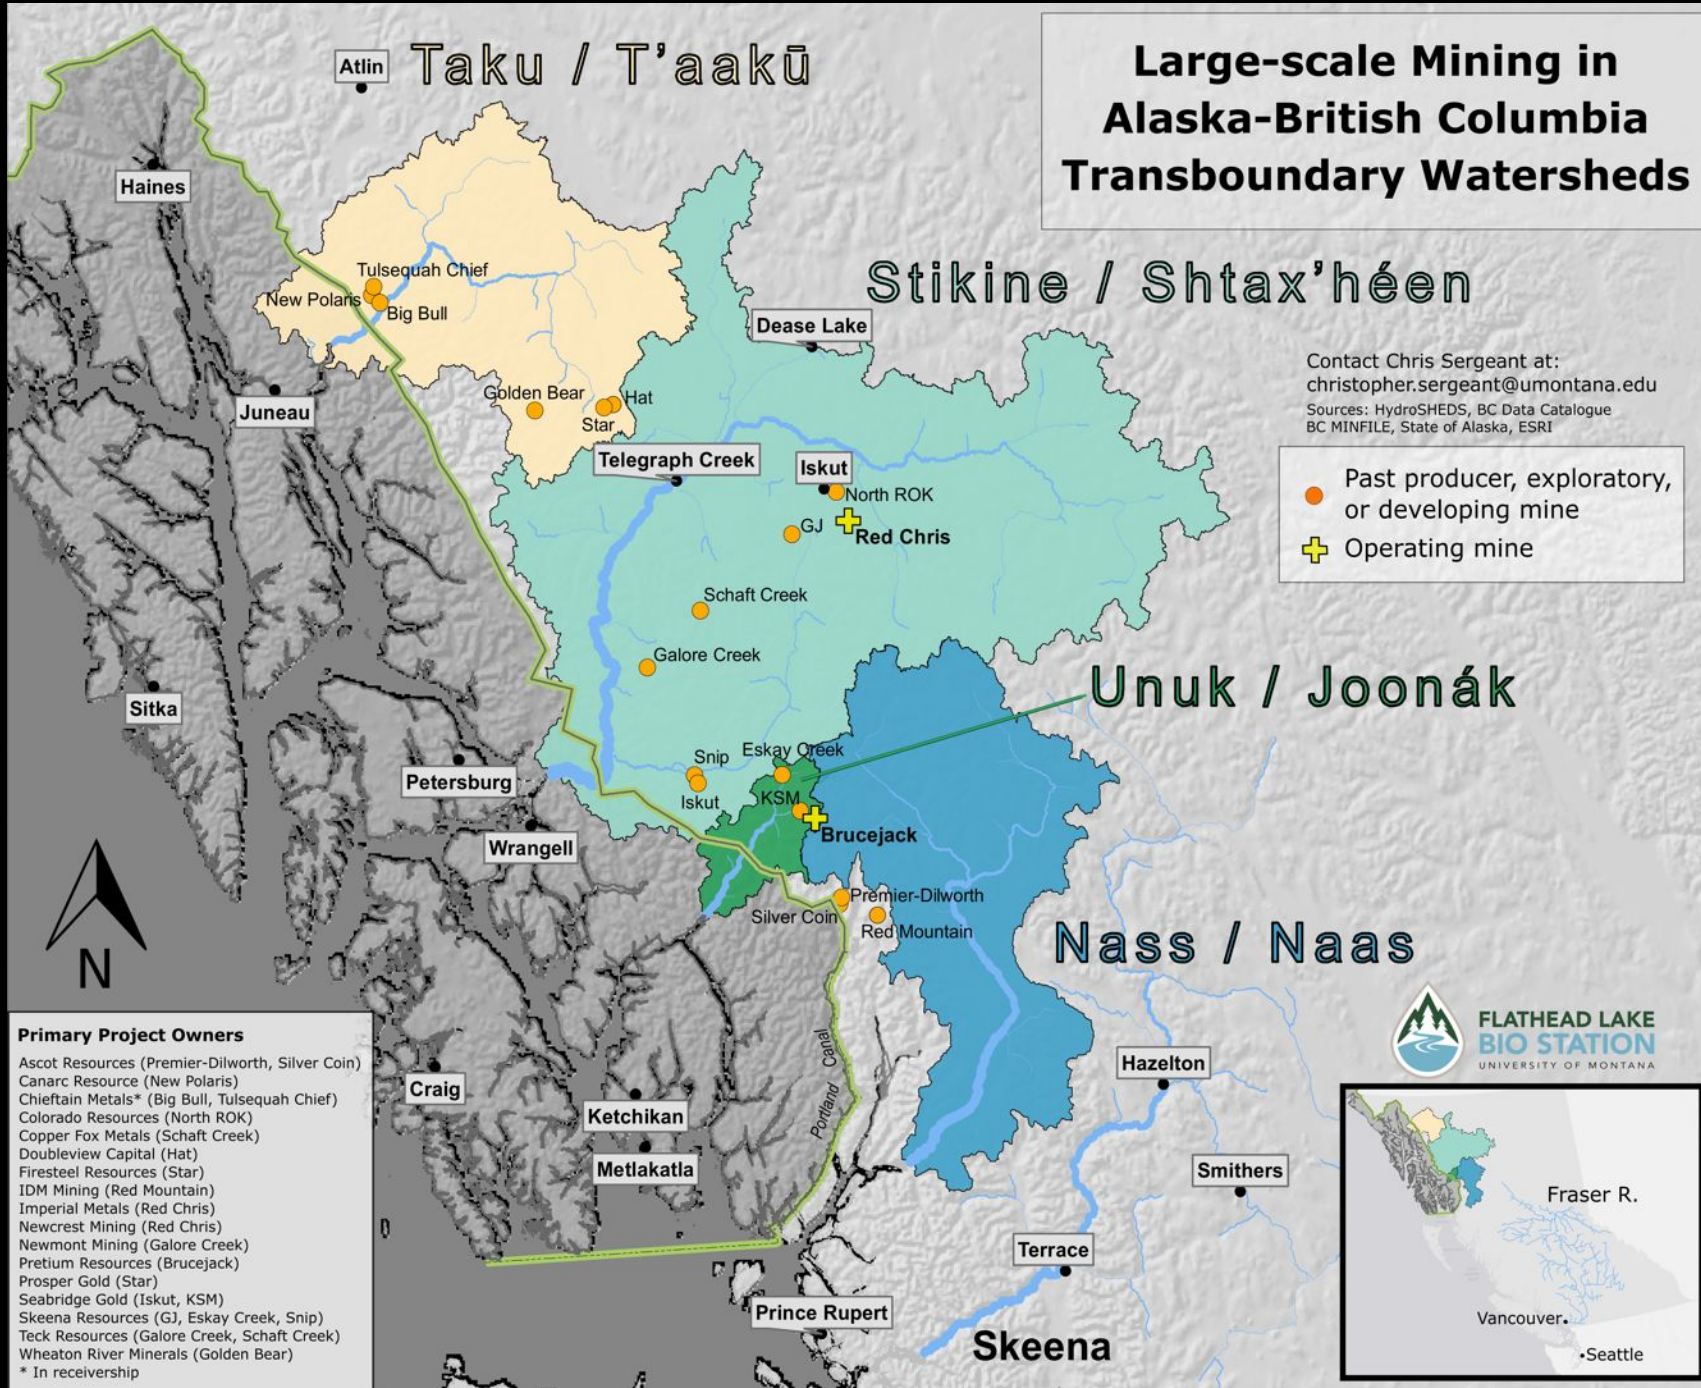 Large-scale Mining in
Alaska-British Columbia
Transboundary Watersheds
Taku / T’aakū
Atlin
Haines
Tulsequah Chief
New Polaris
Big Bull
Stikine / Shtax’héen
Dease Lake
Contact Chris Sergeant at:
christopher.sergeant@umontana.edu
Sources: HydroSHEDS, BC Data Catalogue
BC MINFILE, State of Alaska, ESRI
Juneau
Golden Bear
Hat
Star
Telegraph Creek
Iskut
North ROK
GJ
Red Chris
Past producer, exploratory,
or developing mine
Operating mine
Schaft Creek
Galore Creek
Unuk / Joonák
Sitka
Petersburg
Snip
Eskay Creek
Iskut
KSM
Brucejack
Wrangell
Premier-Dilworth
Silver Coin
Red Mountain
Nass / Naas
N
Portland Canal
FLATHEAD LAKE
BIO STATION
UNIVERSITY OF MONTANA
Primary Project Owners
Ascot Resources (Premier-Dilworth, Silver Coin)
Canarc Resource (New Polaris)
Chieftain Metals* (Big Bull, Tulsequah Chief)
Colorado Resources (North ROK)
Copper Fox Metals (Schaft Creek)
Doubleview Capital (Hat)
Firesteel Resources (Star)
IDM Mining (Red Mountain)
Imperial Metals (Red Chris)
Newcrest Mining (Red Chris)
Newmont Mining (Galore Creek)
Pretium Resources (Brucejack)
Prosper Gold (Star)
Seabridge Gold (Iskut, KSM)
Skeena Resources (GJ, Eskay Creek, Snip)
Teck Resources (Galore Creek, Schaft Creek)
Wheaton River Minerals (Golden Bear)
* In receivership
Craig
Ketchikan
Metlakatla
Hazelton
Smithers
Terrace
Prince Rupert
Skeena
Fraser R.
Vancouver
Seattle